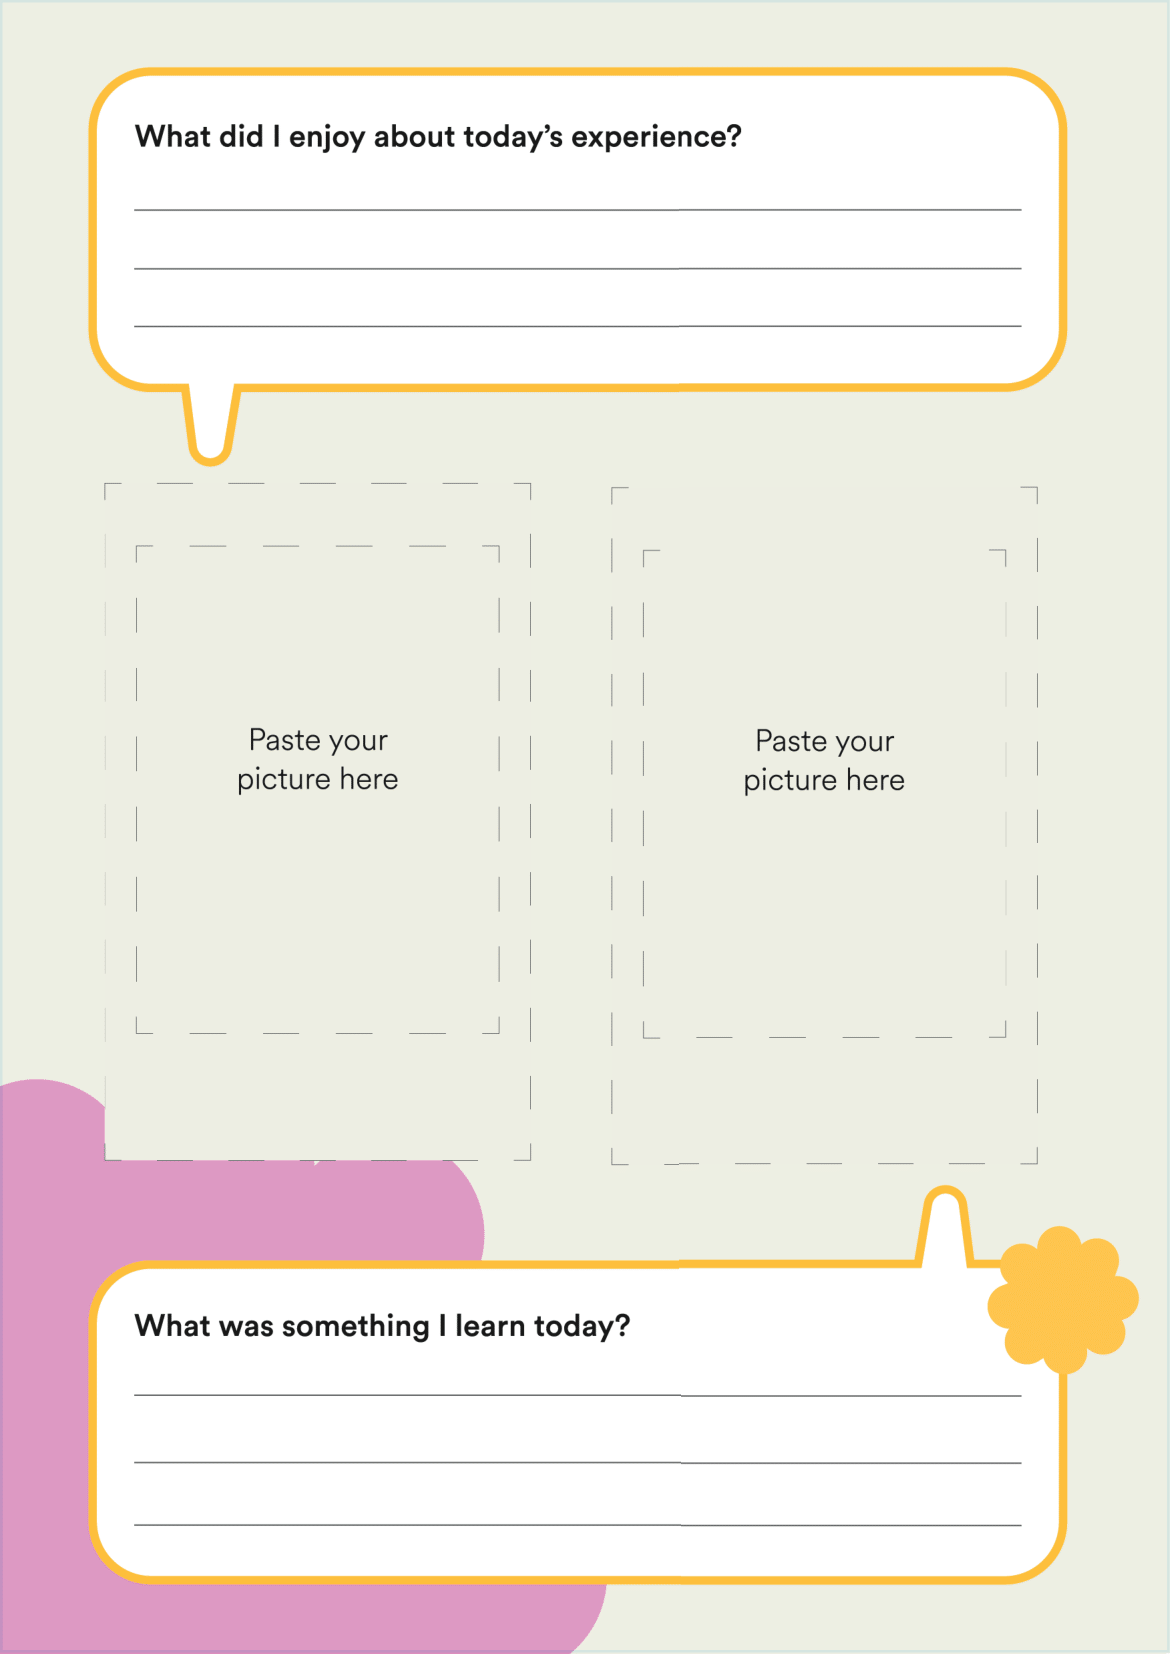 What did I enjoy about today’s experience?
Paste your
picture here
Paste your
picture here
What was something I learn today?